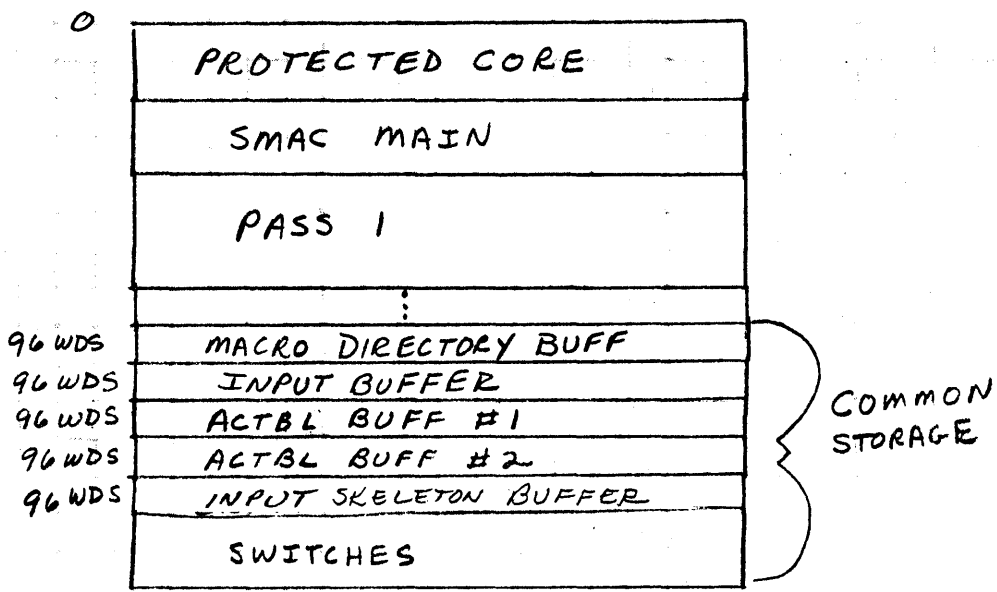 0
PROTECTED CORE
SMAC MAIN
PASS 1
96 WDS MACRO DIRECTORY BUFF
96 WDS INPUT BUFFER
96 WDS ACTBL BUFF #1
96 WDS ACTBL BUFF #2
96 WDS INPUT SKELETON BUFFER
SWITCHES
COMMON
STORAGE